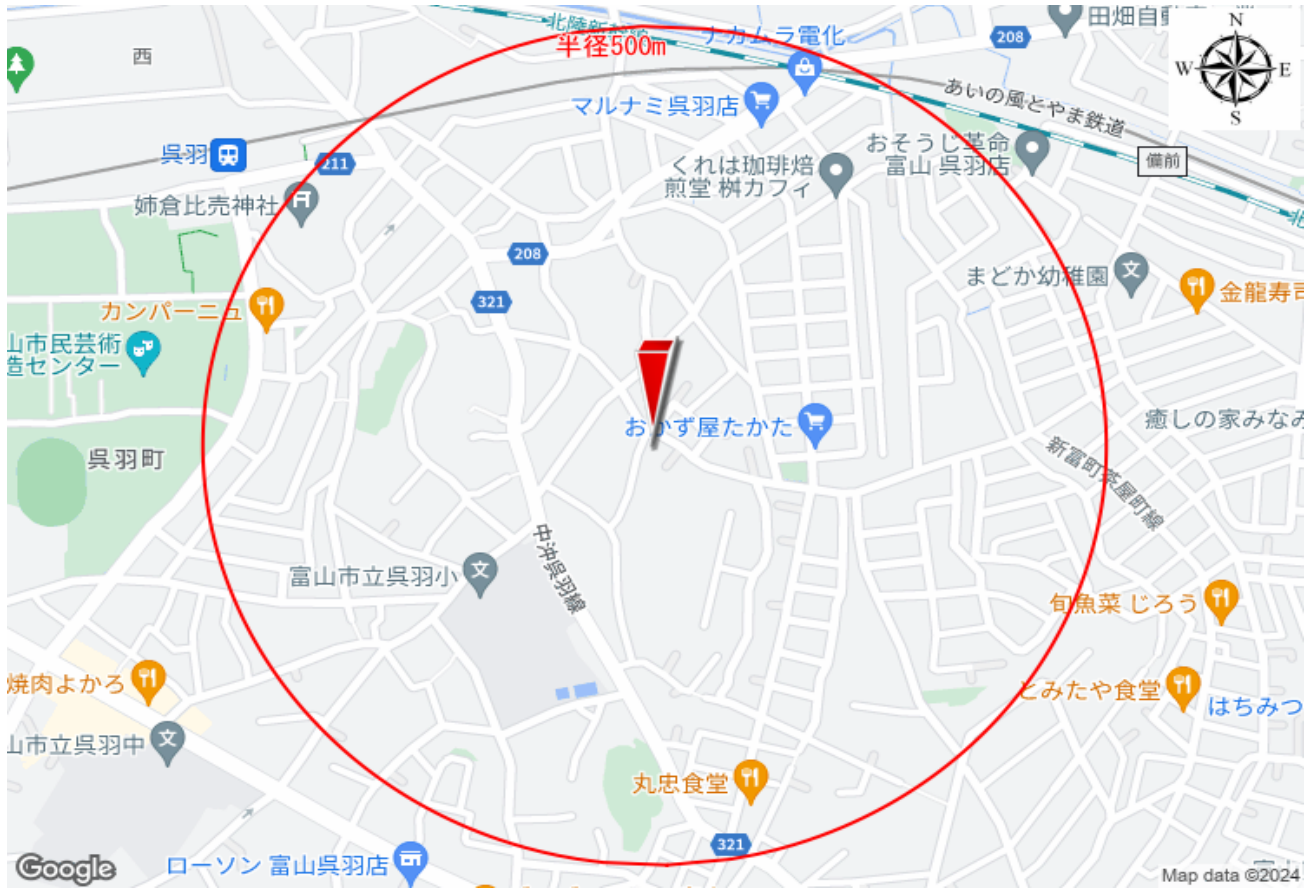 北陸新幹線
半径500m
ナカムラ電化
田畑自動車
208
N
W
E
S
西
マルナミ呉羽店
あいの風とやま鉄道
呉羽
211
くれは珈琲焙
煎堂 桝カフィ
おそうじ革命
富山 呉羽店
備前
姉倉比売神社
208
321
まどか幼稚園
金龍寿司
カンパーニュ
山市民芸術
造センター
おかず屋たかた
癒しの家みなみ
呉羽町
新富町茶屋町線
中沖呉羽線
富山市立呉羽小
旬魚菜 じろう
焼肉よかろ
とみたや食堂
はちみつ
山市立呉羽中
丸忠食堂
321
ローソン 富山呉羽店
Google
Map data ©2024